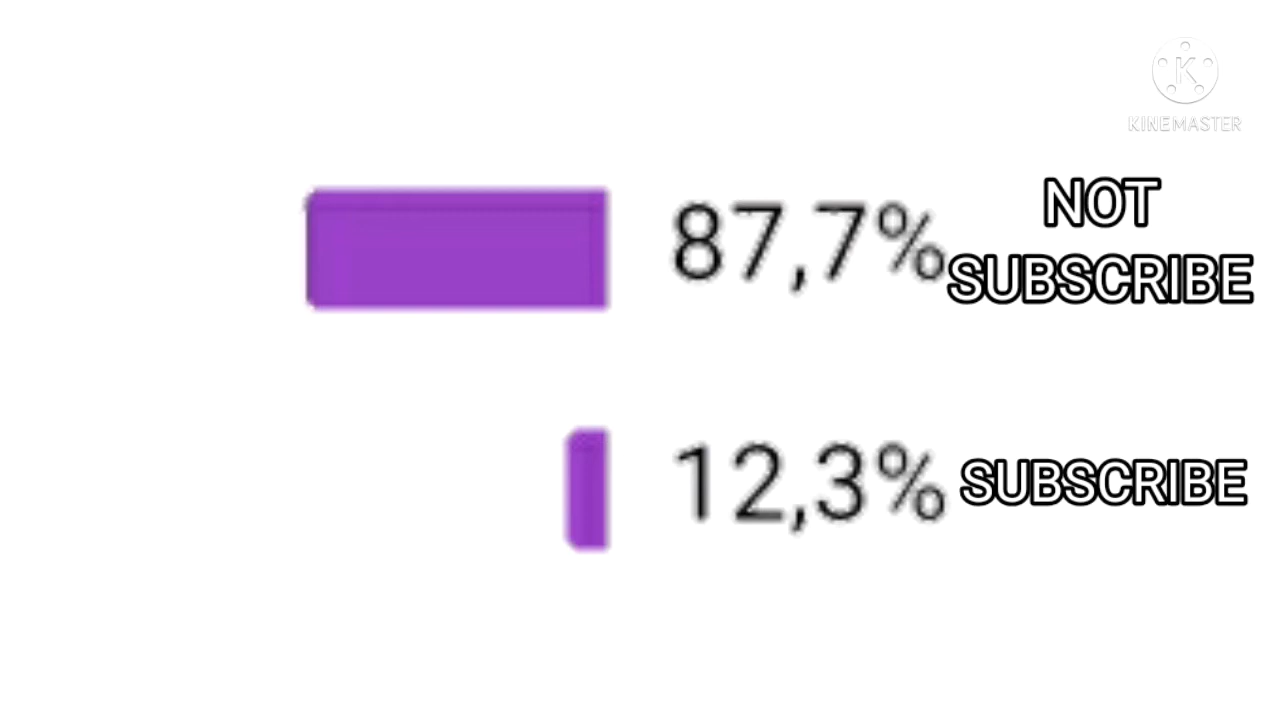 K
KINEMASTER
87,7% NOT
SUBSCRIBE
12,3% SUBSCRIBE